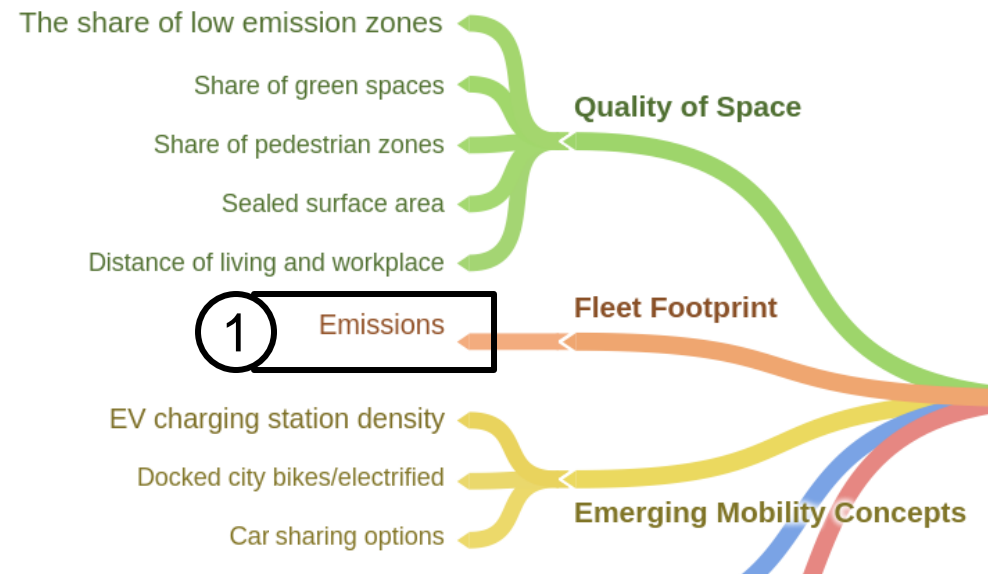 The share of low emission zones
Share of green spaces
Quality of Space
Share of pedestrian zones
Sealed surface area
Distance of living and workplace
1
Emissions
Fleet Footprint
EV charging station density
Docked city bikes/electrified
Emerging Mobility Concepts
Car sharing options